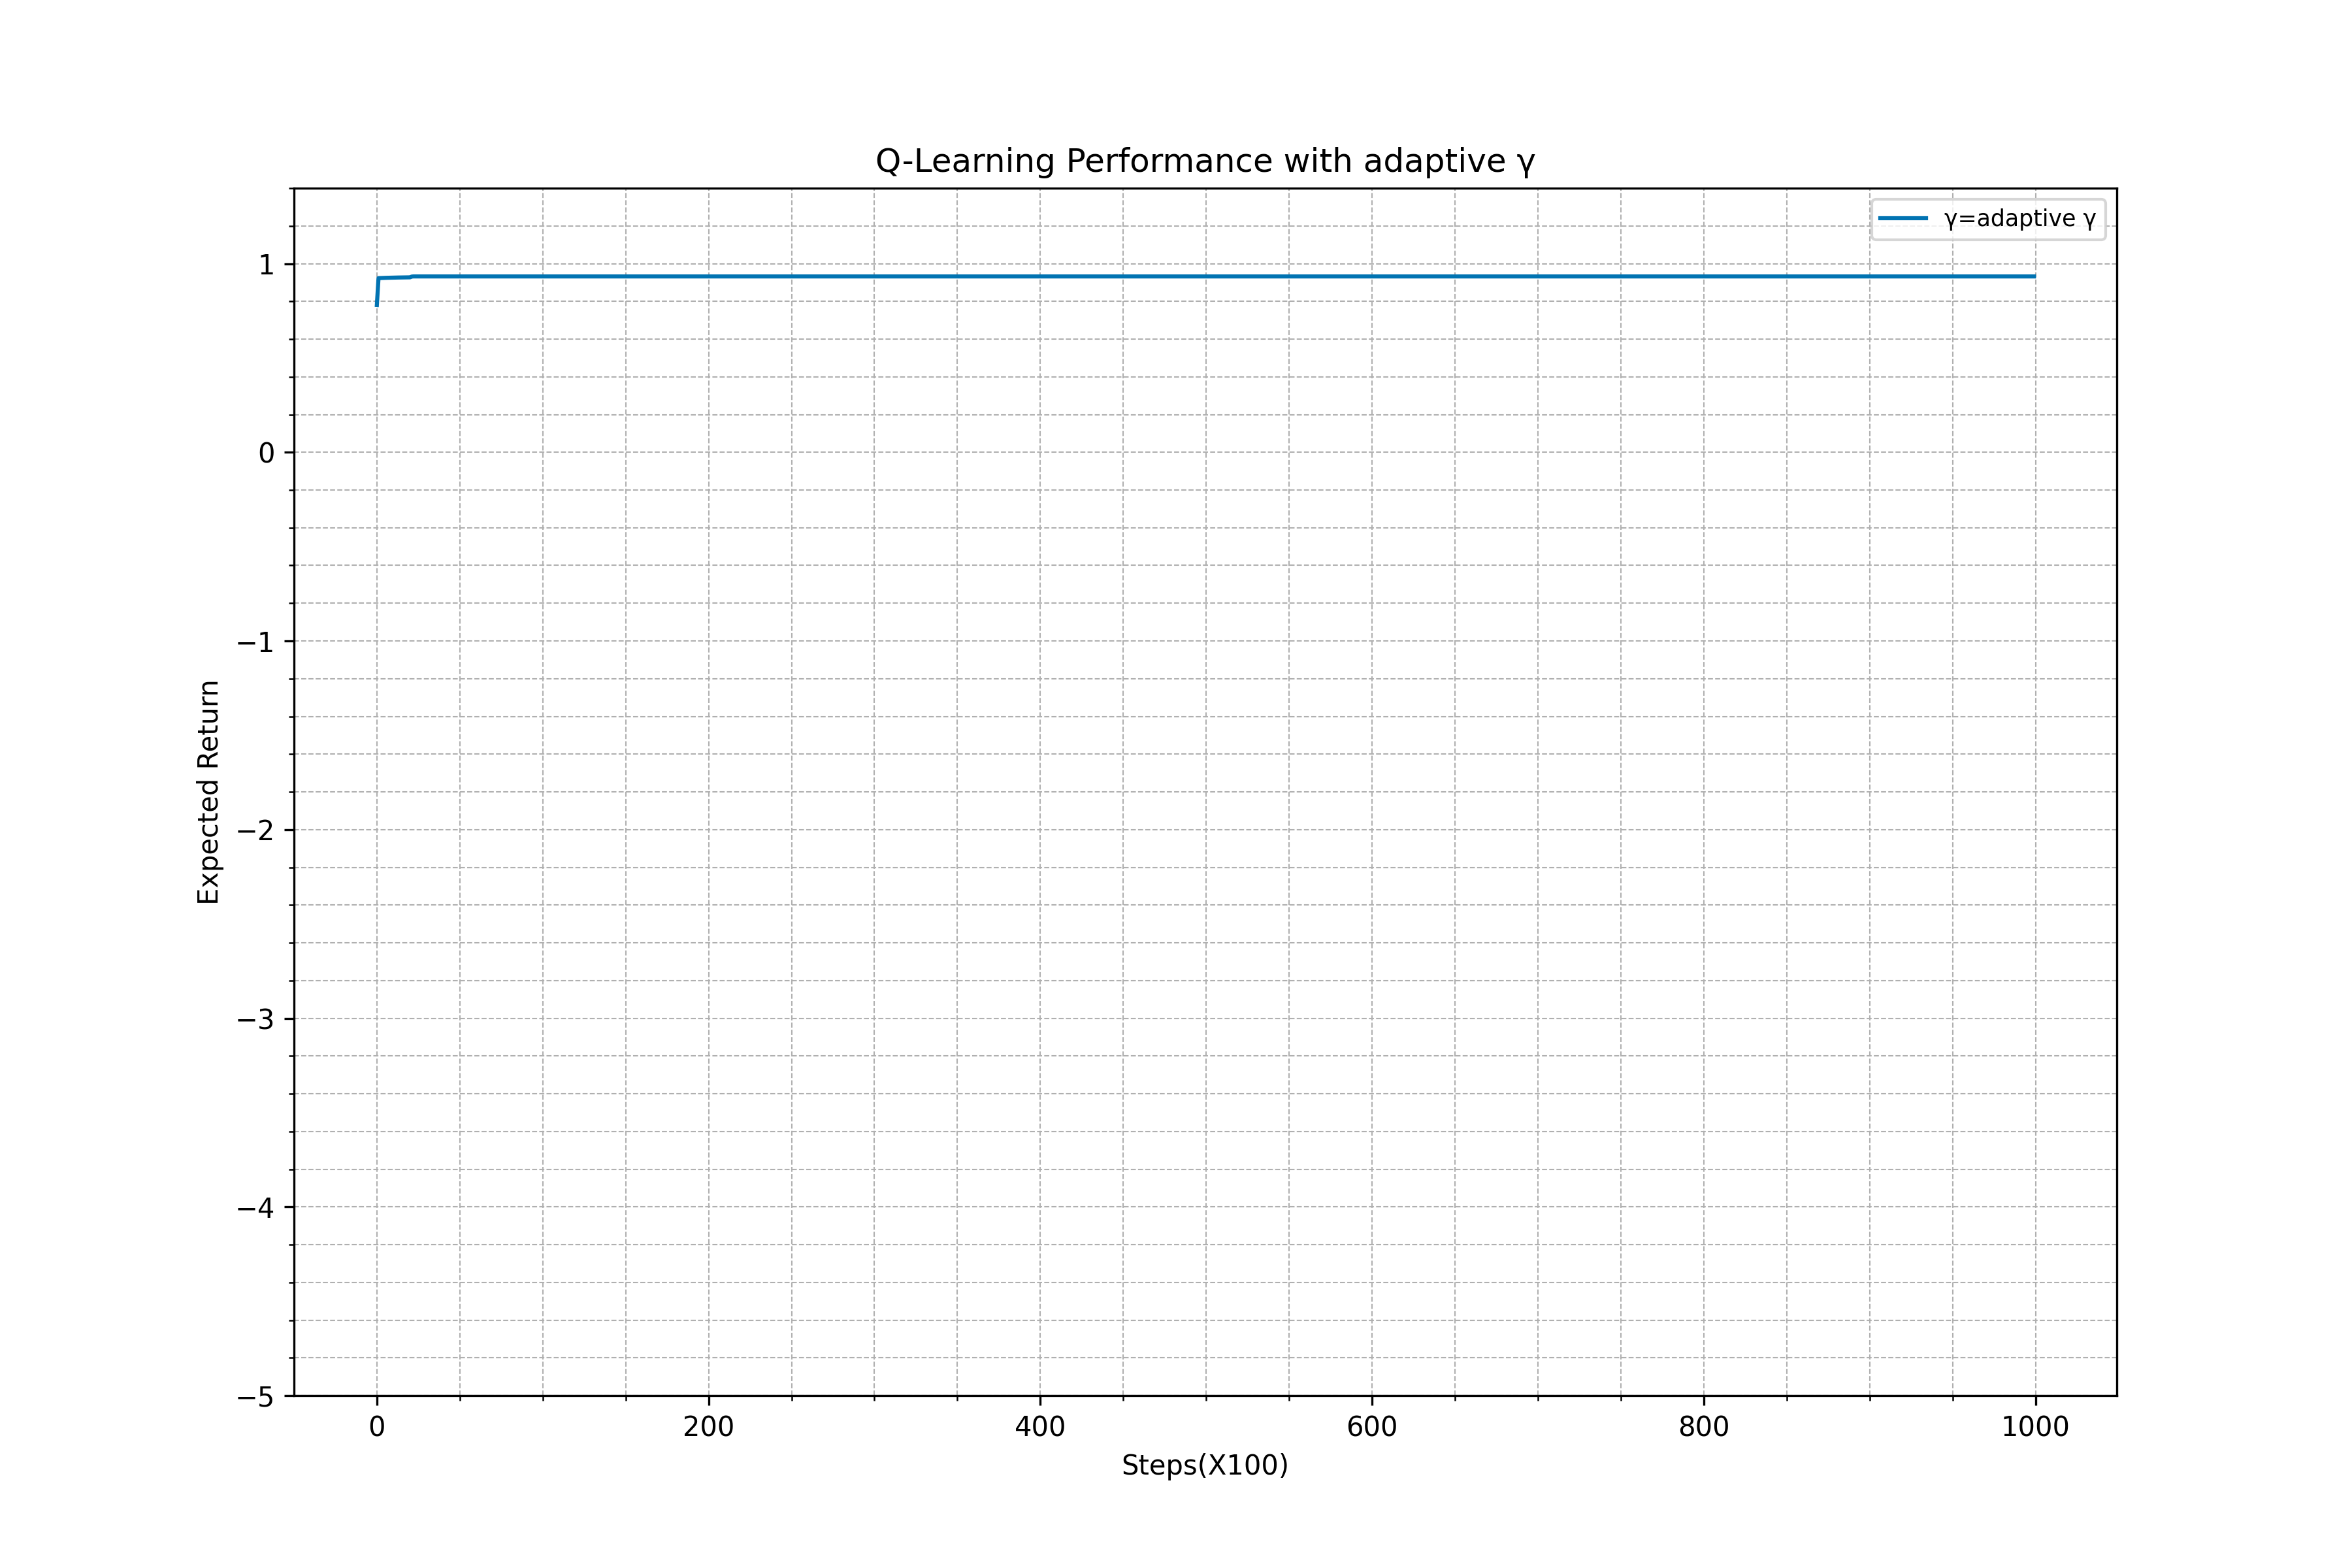 Q-Learning Performance with adaptive γ
γ=adaptive γ
1
0
−1
−2
−3
−4
−5
Expected Return
0 200 400 600 800 1000
Steps(X100)